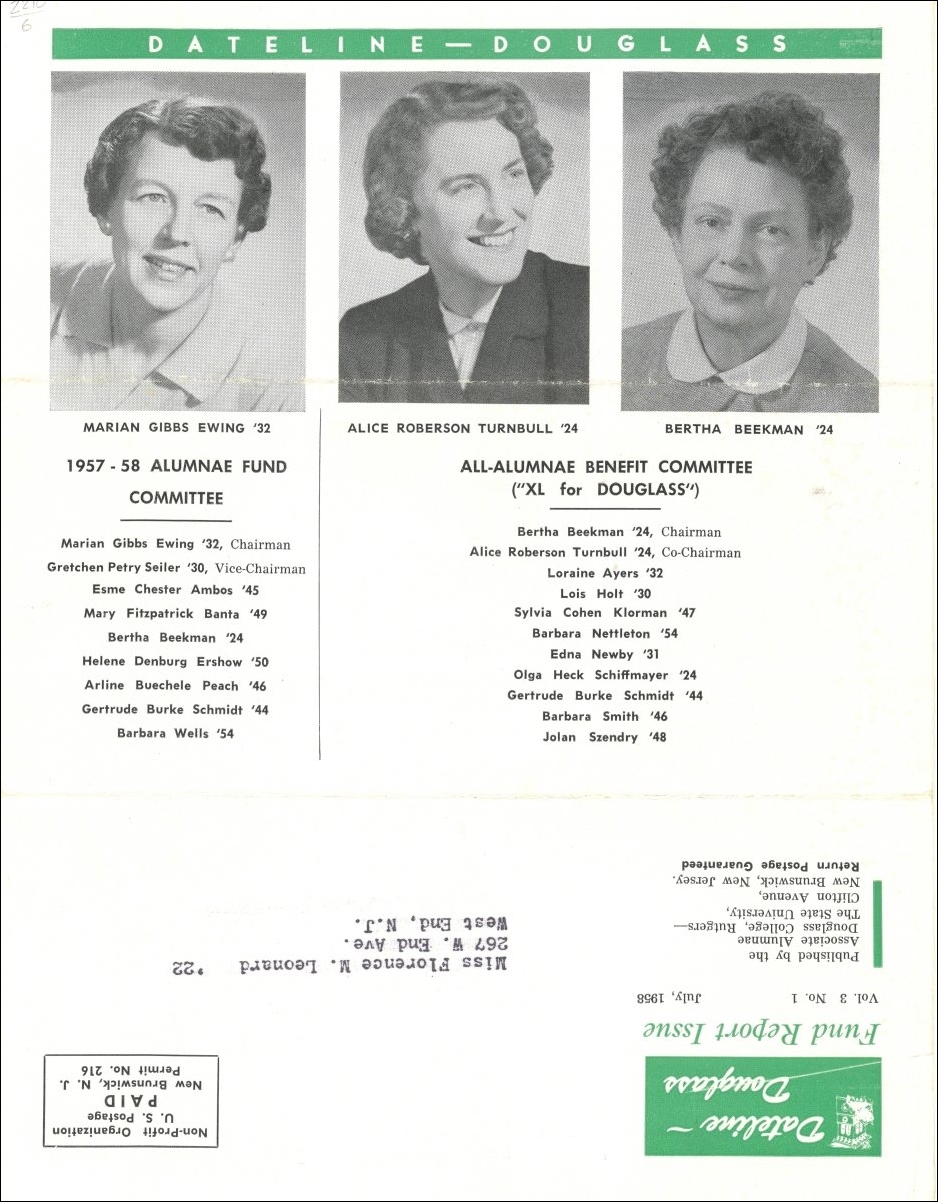 2210
6
DATELINE—DOUGLASS
MARIAN GIBBS EWING '32
ALICE ROBERSON TURNBULL '24
BERTHA BEEKMAN '24
1957 - 58 ALUMNAE FUND
COMMITTEE
Marian Gibbs Ewing '32, Chairman
Gretchen Petry Seiler '30, Vice-Chairman
Esme Chester Ambos '45
Mary Fitzpatrick Banta '49
Bertha Beekman '24
Helene Denburg Ershow '50
Arline Buechele Peach '46
Gertrude Burke Schmidt '44
Barbara Wells '54
ALL-ALUMNAE BENEFIT COMMITTEE
("XL for DOUGLASS")
Bertha Beekman '24, Chairman
Alice Roberson Turnbull '24, Co-Chairman
Loraine Ayers '32
Lois Holt '30
Sylvia Cohen Klorman '47
Barbara Nettleton '54
Edna Newby '31
Olga Heck Schiffmayer '24
Gertrude Burke Schmidt '44
Barbara Smith '46
Jolan Szendry '48
Dateline ~
Douglass
Fund Report Issue
Vol. 3 No. 1 July, 1958
Published by the
Associate Alumnae
Douglass College, Rutgers—
The State University,
Clifton Avenue,
New Brunswick, New Jersey.
Return Postage Guaranteed
Non-Profit Organization
U. S. Postage
PAID
New Brunswick, N. J.
Permit No. 216
Miss Florence M. Leonard '22
267 W. End Ave.
West End, N.J.